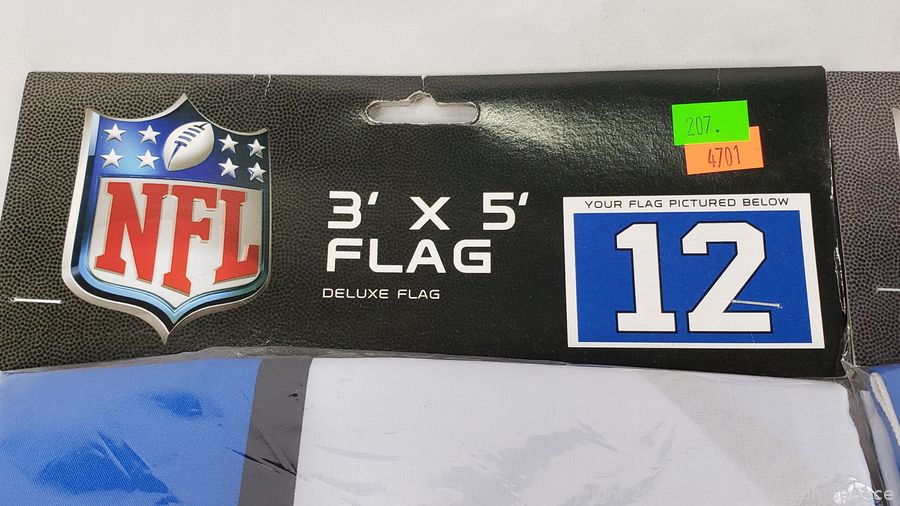 NFL
3' X 5'
FLAG
DELUXE FLAG
207.
4701
YOUR FLAG PICTURED BELOW
12